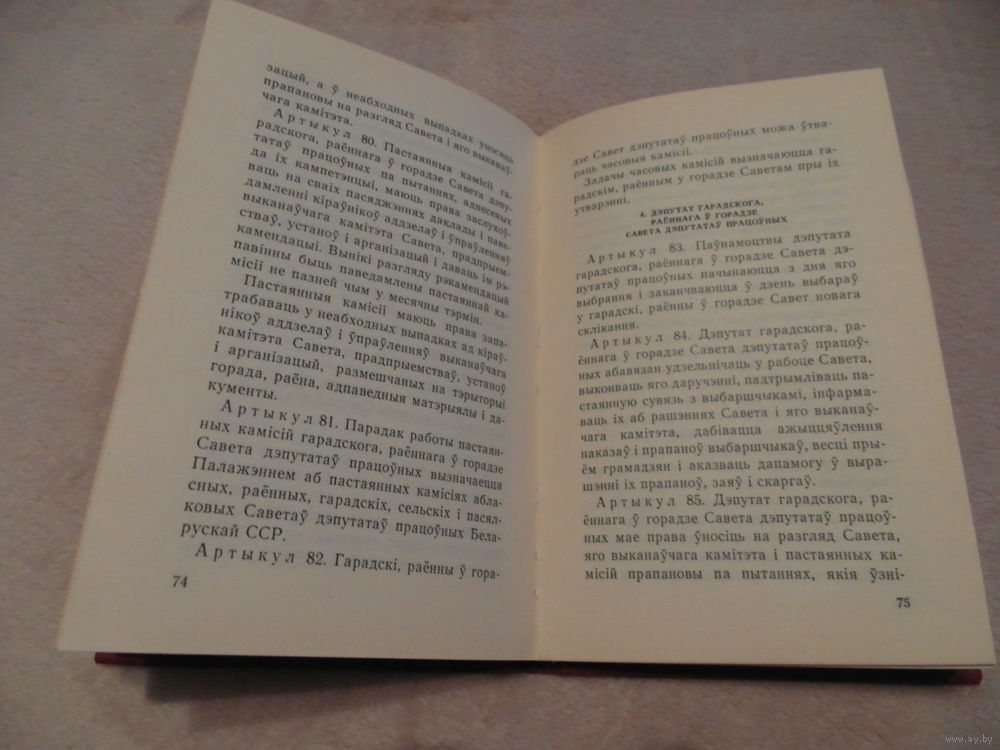 зацый, а ў неабходных выпадках уносіць
прапановы на разгляд Савета і яго выканаў-
чага камітэта.
Артыкул 80. Пастаянныя камісіі га-
радскога, раённага ў горадзе Савета дэпу-
татаў працоўных па пытаннях, аднесеных
да іх кампетэнцыі, маюць права заслухоў-
ваць на сваіх пасяджэннях даклады і паве-
дамленні кіраўнікоў аддзелаў і ўпраўленняў
выканаўчага камітэта Савета, прадпрыем-
стваў, устаноў і арганізацый і даваць ім рэ-
камендацыі. Вынікі разгляду рэкамендацый
павінны быць паведамлены пастаяннай ка-
місіі не пазней чым у месячны тэрмін.
Пастаянныя камісіі маюць права запа-
трабаваць у неабходных выпадках ад кіраў-
нікоў аддзелаў і ўпраўленняў выканаўчага
камітэта Савета, прадпрыемстваў, устаноў
і арганізацый, размешчаных на тэрыторыі
горада, раёна, адпаведныя матэрыялы і да-
кументы.
Артыкул 81. Парадак работы пастаян-
ных камісій гарадскога, раённага ў горадзе
Савета дэпутатаў працоўных вызначаецца
Палажэннем аб пастаянных камісіях абла-
сных, раённых, гарадскіх, сельскіх і пасял-
ковых Саветаў дэпутатаў працоўных Бела-
рускай ССР.
Артыкул 82. Гарадскі, раённы ў гора-
74
дзе Савет дэпутатаў працоўных можа ўтва-
раць часовыя камісіі.
Задачы часовых камісій вызначаюцца га-
радскім, раённым у горадзе Саветам пры іх
утварэнні.
4. ДЭПУТАТ ГАРАДСКОГА,
РАЁННАГА Ў ГОРАДЗЕ
САВЕТА ДЭПУТАТАЎ ПРАЦОЎНЫХ
Артыкул 83. Паўнамоцтвы дэпутата
гарадскога, раённага ў горадзе Савета дэ-
путатаў працоўных пачынаюцца з дня яго
выбрання і заканчваюцца ў дзень выбараў
у гарадскі, раённы ў горадзе Савет новага
склікання.
Артыкул 84. Дэпутат гарадскога, ра-
ённага ў горадзе Савета дэпутатаў працоў-
ных абавязан удзельнічаць у рабоце Савета,
выконваць яго даручэнні, падтрымліваць па-
стаянную сувязь з выбаршчыкамі, інфарма-
ваць іх аб рашэннях Савета і яго выканаў-
чага камітэта, дабівацца ажыццяўлення
наказаў і прапаноў выбаршчыкаў, весці пры-
ём грамадзян і аказваць дапамогу ў выра-
шэнні іх прапаноў, заяў і скаргаў.
Артыкул 85. Дэпутат гарадскога, ра-
ённага ў горадзе Савета дэпутатаў працоў-
ных мае права ўносіць на разгляд Савета,
яго выканаўчага камітэта і пастаянных ка-
місій прапановы па пытаннях, якія ўзні-
75
www.ay.by